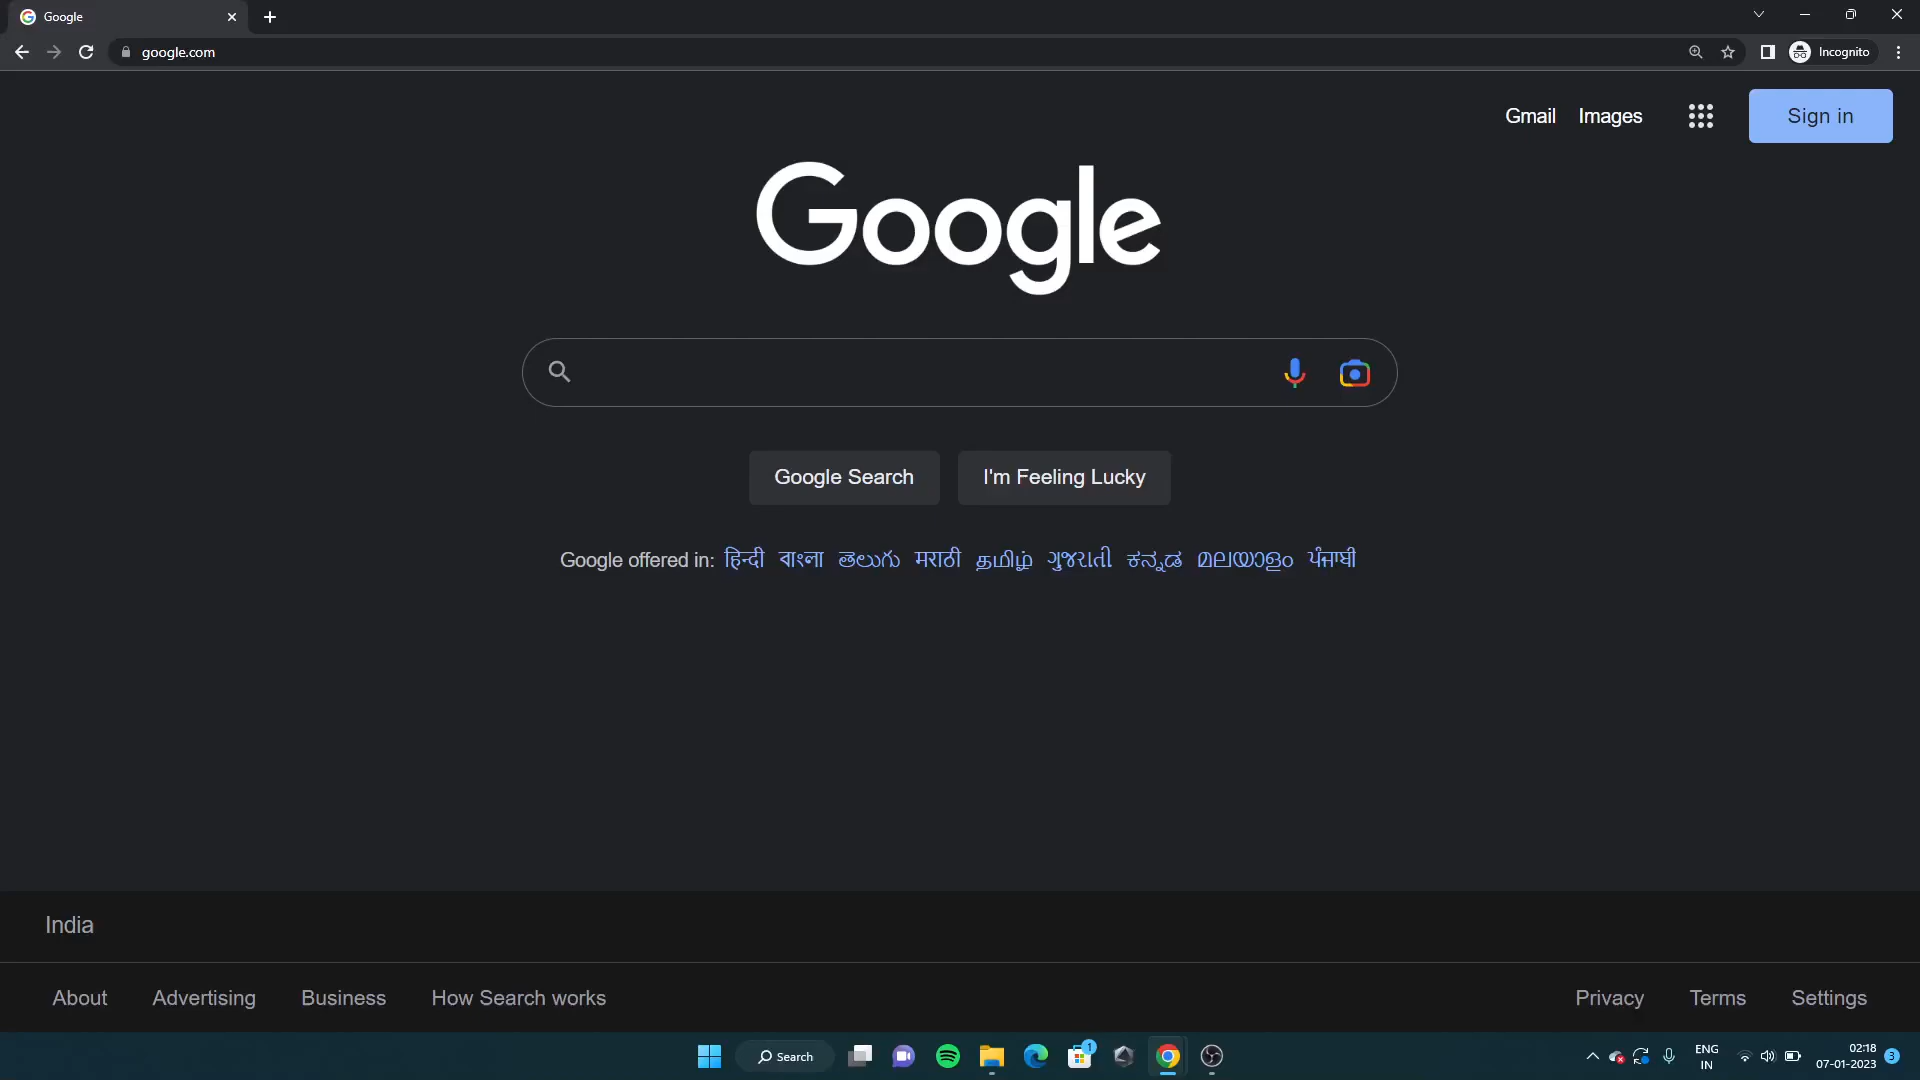 Google
google.com
Incognito
Gmail Images Sign in
Google
Google Search I'm Feeling Lucky
Google offered in: हिन्दी বাংলা తెలుగు मराठी தமிழ் ગુજરાતી ಕನ್ನಡ മലയാളം ਪੰਜਾਬੀ
India
About Advertising Business How Search works Privacy Terms Settings
Search 1 ENG 02:18 3
IN 07-01-2023